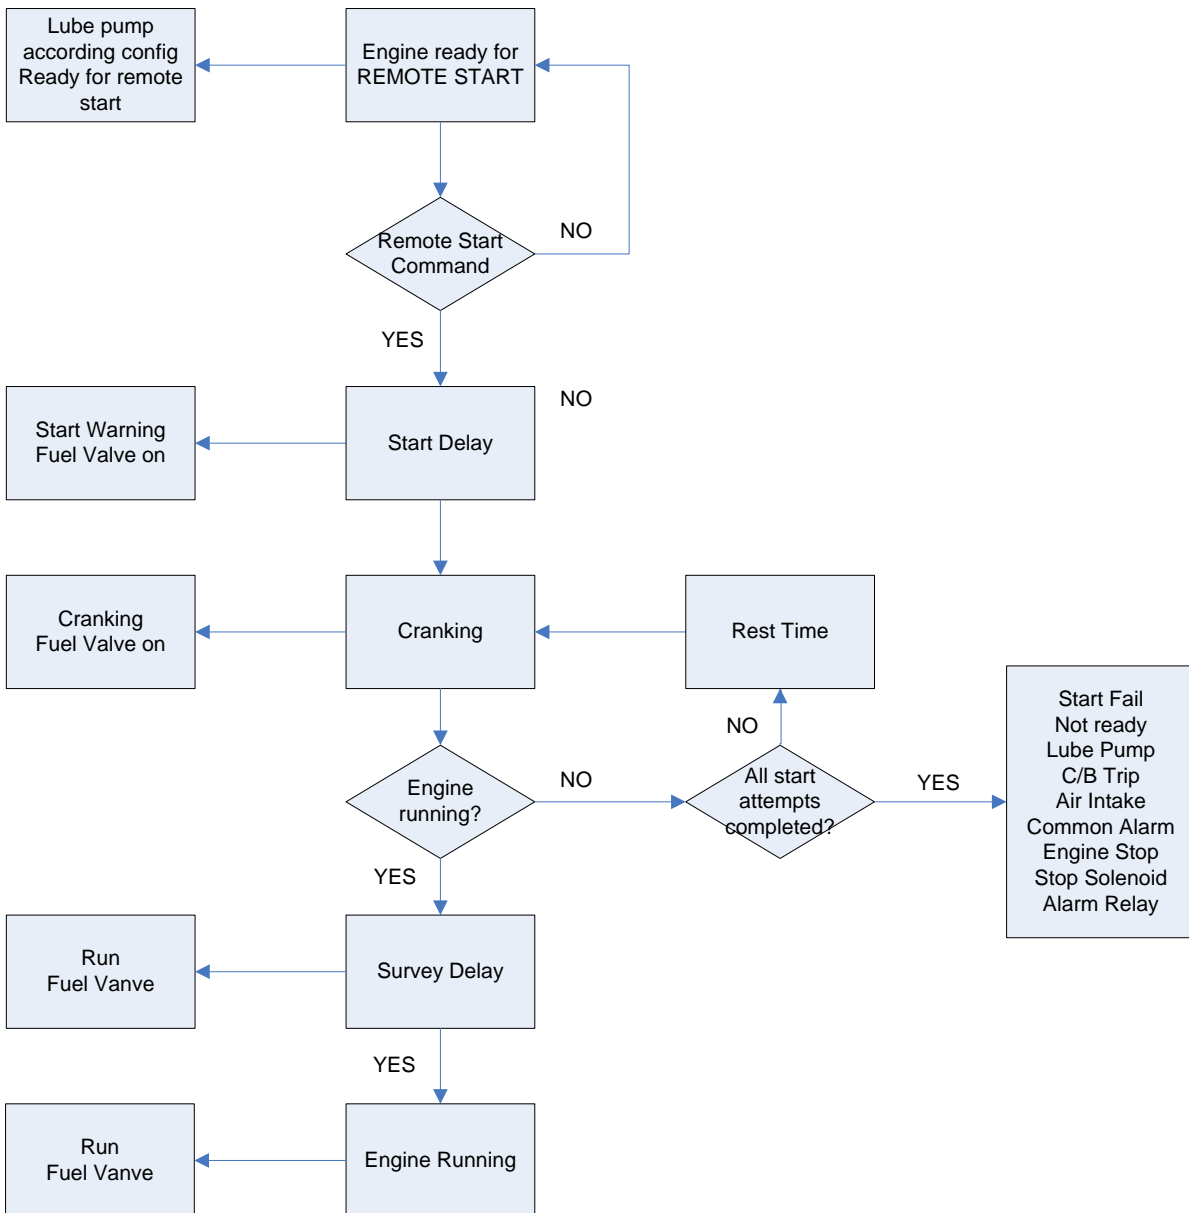 Lube pump
according config
Ready for remote
start
Engine ready for
REMOTE START
Remote Start
Command
NO
YES
Start Warning
Fuel Valve on
Start Delay
NO
Cranking
Fuel Valve on
Cranking
Rest Time
NO
Engine
running?
NO
All start
attempts
completed?
YES
Start Fail
Not ready
Lube Pump
C/B Trip
Air Intake
Common Alarm
Engine Stop
Stop Solenoid
Alarm Relay
YES
Run
Fuel Vanve
Survey Delay
YES
Run
Fuel Vanve
Engine Running